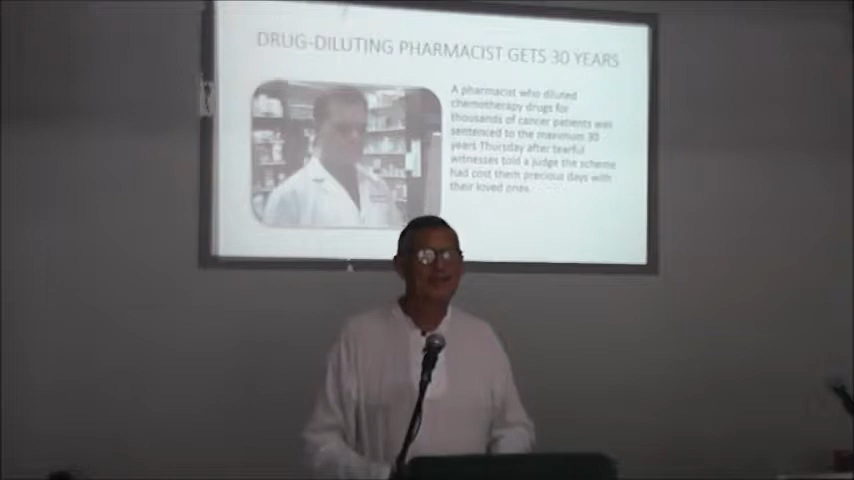 DRUG-DILUTING PHARMACIST GETS 30 YEARS
A pharmacist who diluted
chemotherapy drugs for
thousands of cancer patients was
sentenced to the maximum 30
years Thursday after tearful
witnesses told a judge the scheme
had cost them precious days with
their loved ones.